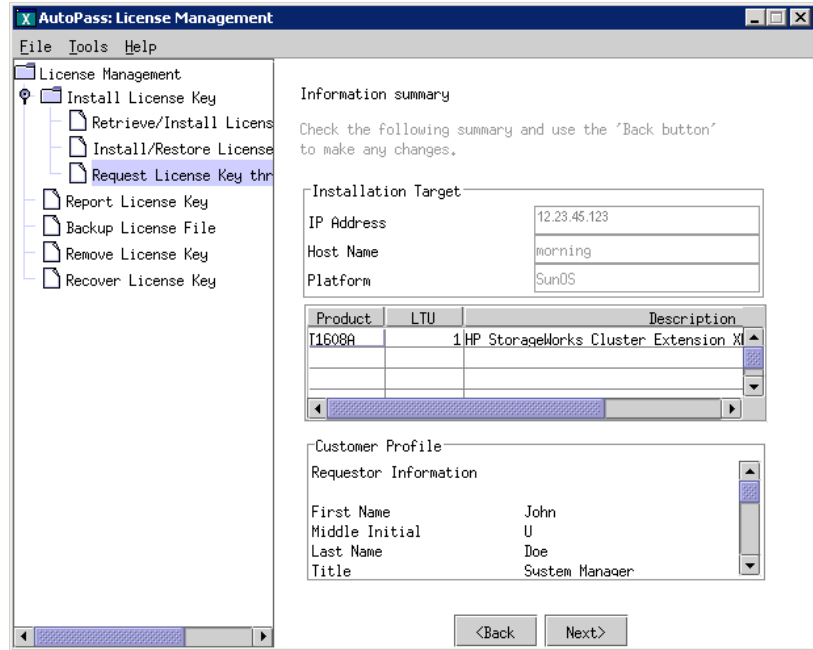 X AutoPass: License Management
File Tools Help
License Management
Install License Key
Retrieve/Install Licens
Install/Restore License
Request License Key thr
Report License Key
Backup License File
Remove License Key
Recover License Key
Information summary
Check the following summary and use the 'Back button'
to make any changes.
Installation Target
IP Address 12.23.45.123
Host Name morning
Platform SunOS
Product LTU Description
T1608A 1 HP StorageWorks Cluster Extension X
Customer Profile
Requestor Information
First Name John
Middle Initial U
Last Name Doe
Title System Manager
<Back Next>